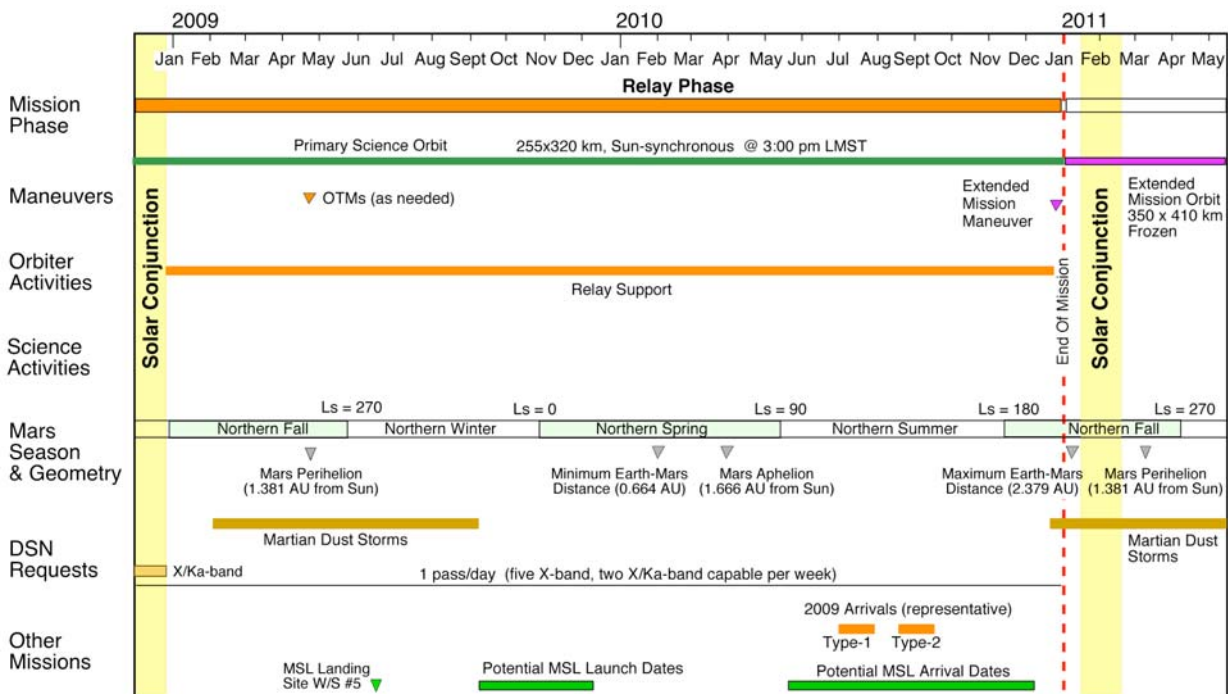 2009 2010 2011
Jan Feb Mar Apr May Jun Jul Aug Sept Oct Nov Dec Jan Feb Mar Apr May Jun Jul Aug Sept Oct Nov Dec Jan Feb Mar Apr May
Relay Phase
Mission
Phase
Primary Science Orbit 255x320 km, Sun-synchronous @ 3:00 pm LMST
Maneuvers
OTMs (as needed)
Extended
Mission
Maneuver
Extended
Mission Orbit
350 x 410 km
Frozen
Solar Conjunction
End Of Mission
Solar Conjunction
Orbiter
Activities
Relay Support
Science
Activities
Mars
Season
& Geometry
Ls = 270 Ls = 0 Ls = 90 Ls = 180 Ls = 270
Northern Fall Northern Winter Northern Spring Northern Summer Northern Fall
Mars Perihelion
(1.381 AU from Sun)
Minimum Earth-Mars
Distance (0.664 AU)
Mars Aphelion
(1.666 AU from Sun)
Maximum Earth-Mars
Distance (2.379 AU)
Mars Perihelion
(1.381 AU from Sun)
Martian Dust Storms
Martian Dust
Storms
DSN
Requests
X/Ka-band
1 pass/day (five X-band, two X/Ka-band capable per week)
Other
Missions
2009 Arrivals (representative)
Type-1 Type-2
MSL Landing
Site W/S #5
Potential MSL Launch Dates
Potential MSL Arrival Dates